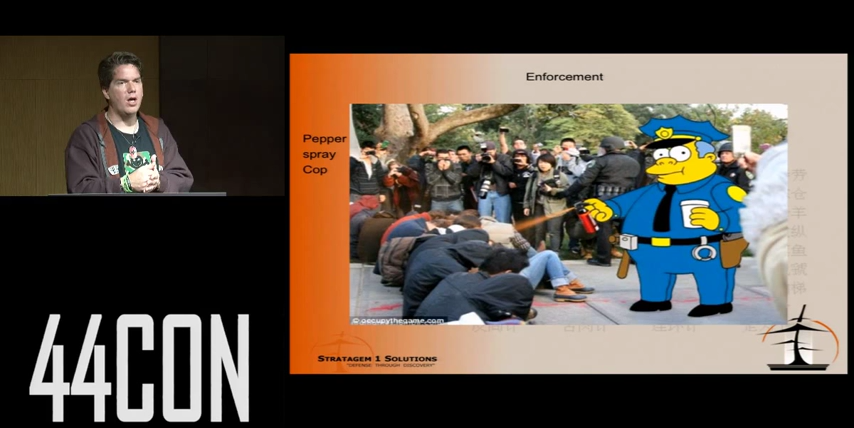 Enforcement
Pepper
spray
Cop
© occupythegame.com
STRATAGEM 1 SOLUTIONS
"DEFENSE THROUGH DISCOVERY"
44CON